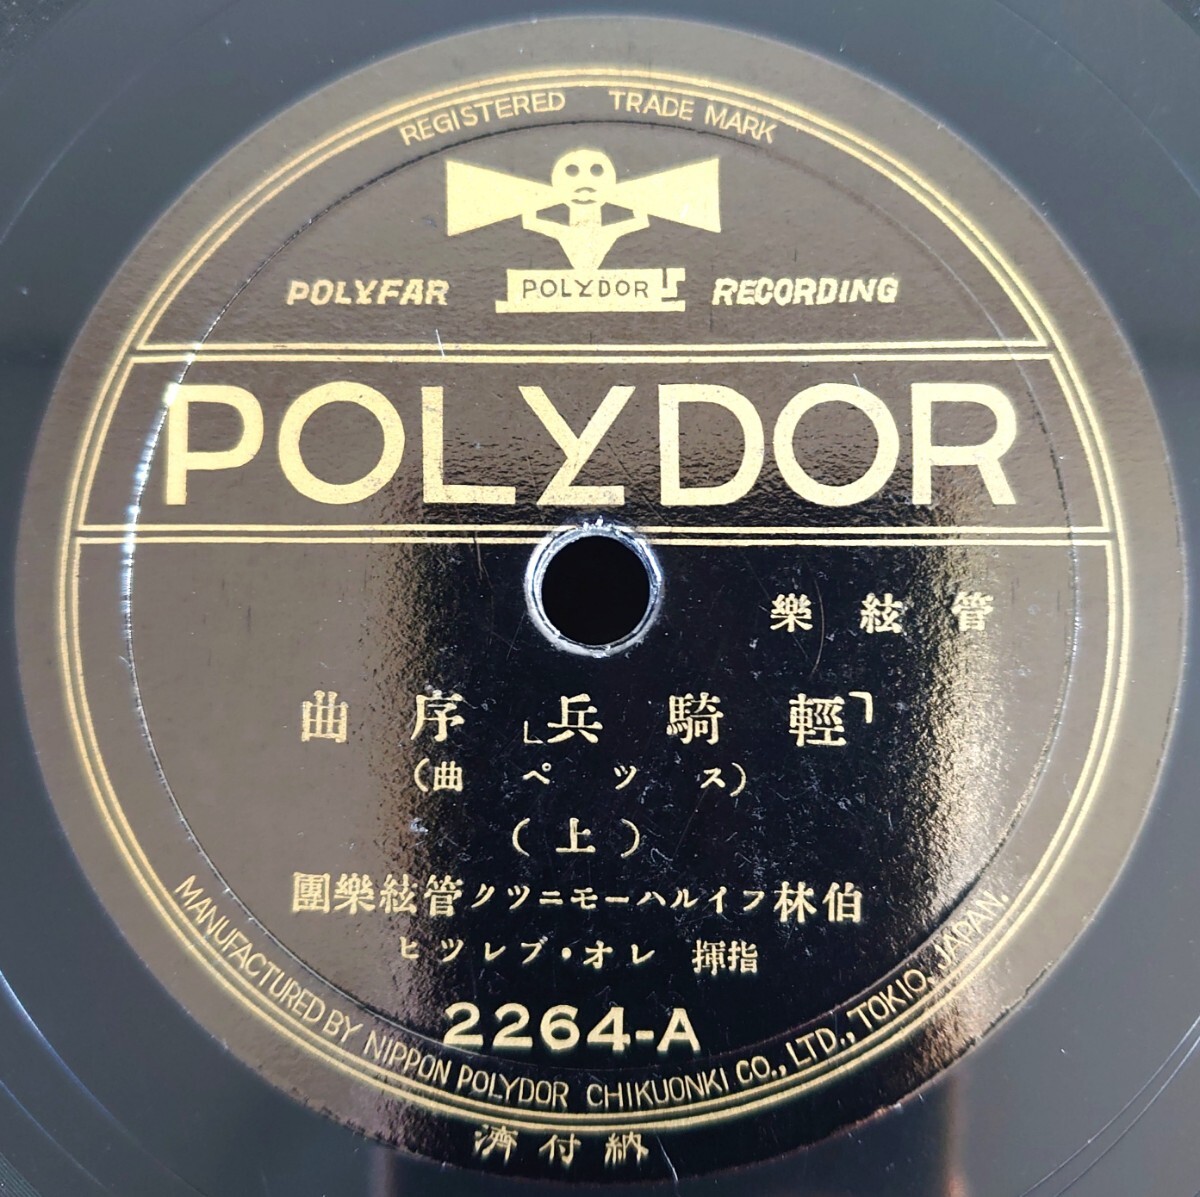 REGISTERED TRADE MARK
POLYFAR POLYDOR RECORDING
POLYDOR
管絃樂
「輕騎兵」序曲
(スツペ曲)
(上)
伯林フイルハーモニツク管絃樂團
指揮 レオ・ブレツヒ
2264-A
MANUFACTURED BY NIPPON POLYDOR CHIKUONKI CO., LTD., TOKIO, JAPAN.
納付濟